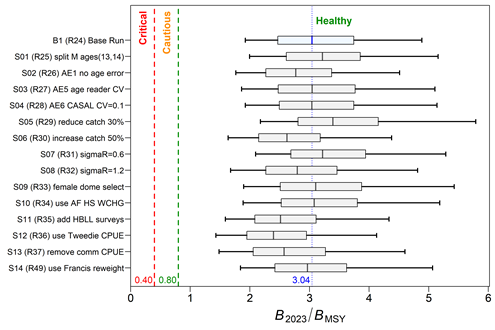 Critical
Cautious
Healthy
B1 (R24) Base Run
S01 (R25) split M ages(13,14)
S02 (R26) AE1 no age error
S03 (R27) AE5 age reader CV
S04 (R28) AE6 CASAL CV=0.1
S05 (R29) reduce catch 30%
S06 (R30) increase catch 50%
S07 (R31) sigmaR=0.6
S08 (R32) sigmaR=1.2
S09 (R33) female dome select
S10 (R34) use AF HS WCHG
S11 (R35) add HBLL surveys
S12 (R36) use Tweedie CPUE
S13 (R37) remove comm CPUE
S14 (R49) use Francis reweight
0.40 0.80 3.04
0 1 2 3 4 5 6
B2023/BMSY